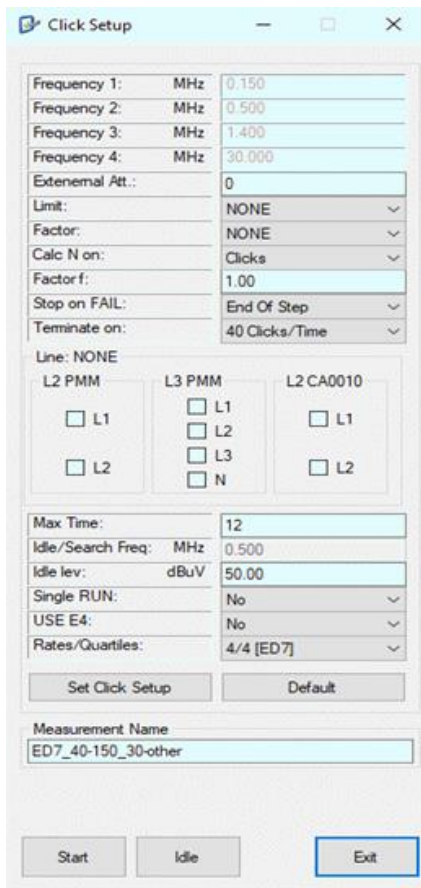 Click Setup
Frequency 1: MHz 0.150
Frequency 2: MHz 0.500
Frequency 3: MHz 1.400
Frequency 4: MHz 30.000
Extenernal Att.: 0
Limit: NONE
Factor: NONE
Calc N on: Clicks
Factor f: 1.00
Stop on FAIL: End Of Step
Terminate on: 40 Clicks/Time
Line: NONE
L2 PMM L3 PMM L2 CA0010
L1 L1 L1
L2
L2 L3 L2
N
Max Time: 12
Idle/Search Freq: MHz 0.500
Idle lev: dBuV 50.00
Single RUN: No
USE E4: No
Rates/Quartiles: 4/4 [ED7]
Set Click Setup Default
Measurement Name
ED7_40-150_30-other
Start Idle Exit